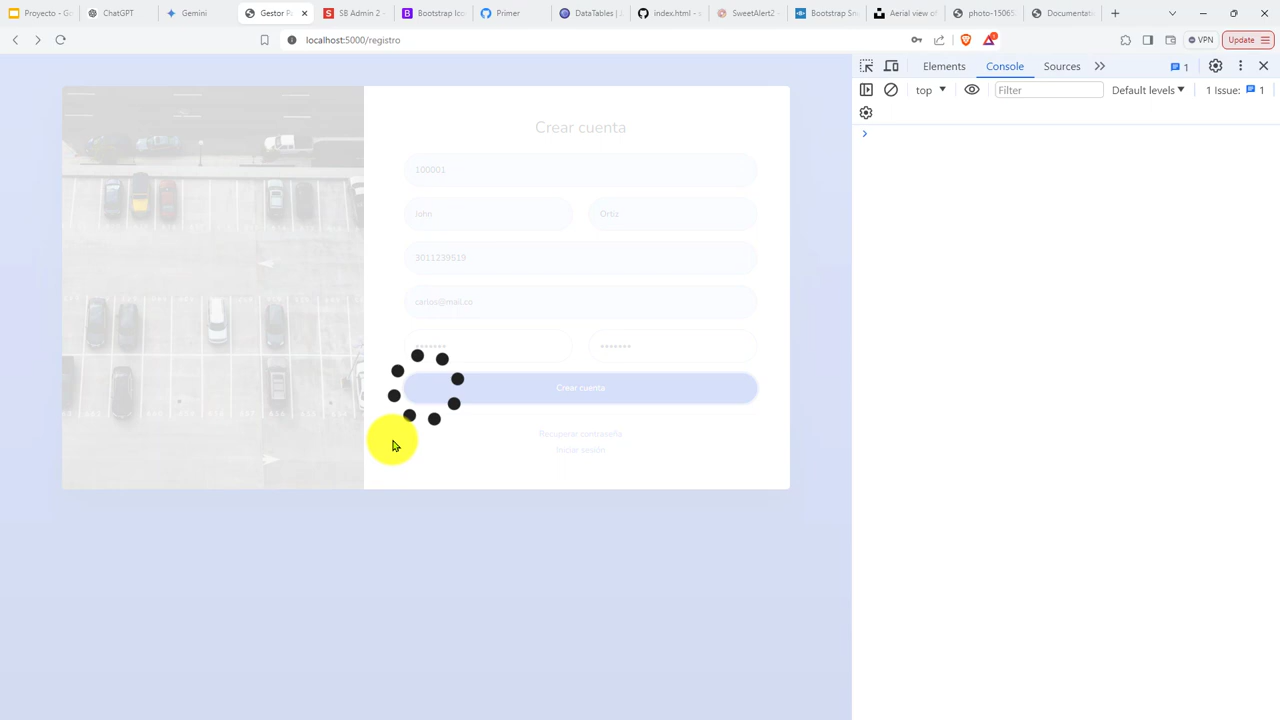 Proyecto - G
ChatGPT
Gemini
Gestor P
SB Admin 2 -
Bootstrap Ico
Primer
DataTables | J
index.html - s
SweetAlert2 -
Bootstrap Sn
Aerial view o
photo-15065
Documentati
localhost:5000/registro
VPN
Update
Elements
Console
Sources
1
top
Filter
Default levels
1 Issue:
1
Crear cuenta
100001
John
Ortiz
3011239519
carlos@mail.co
Crear cuenta
Recuperar contraseña
Iniciar sesión